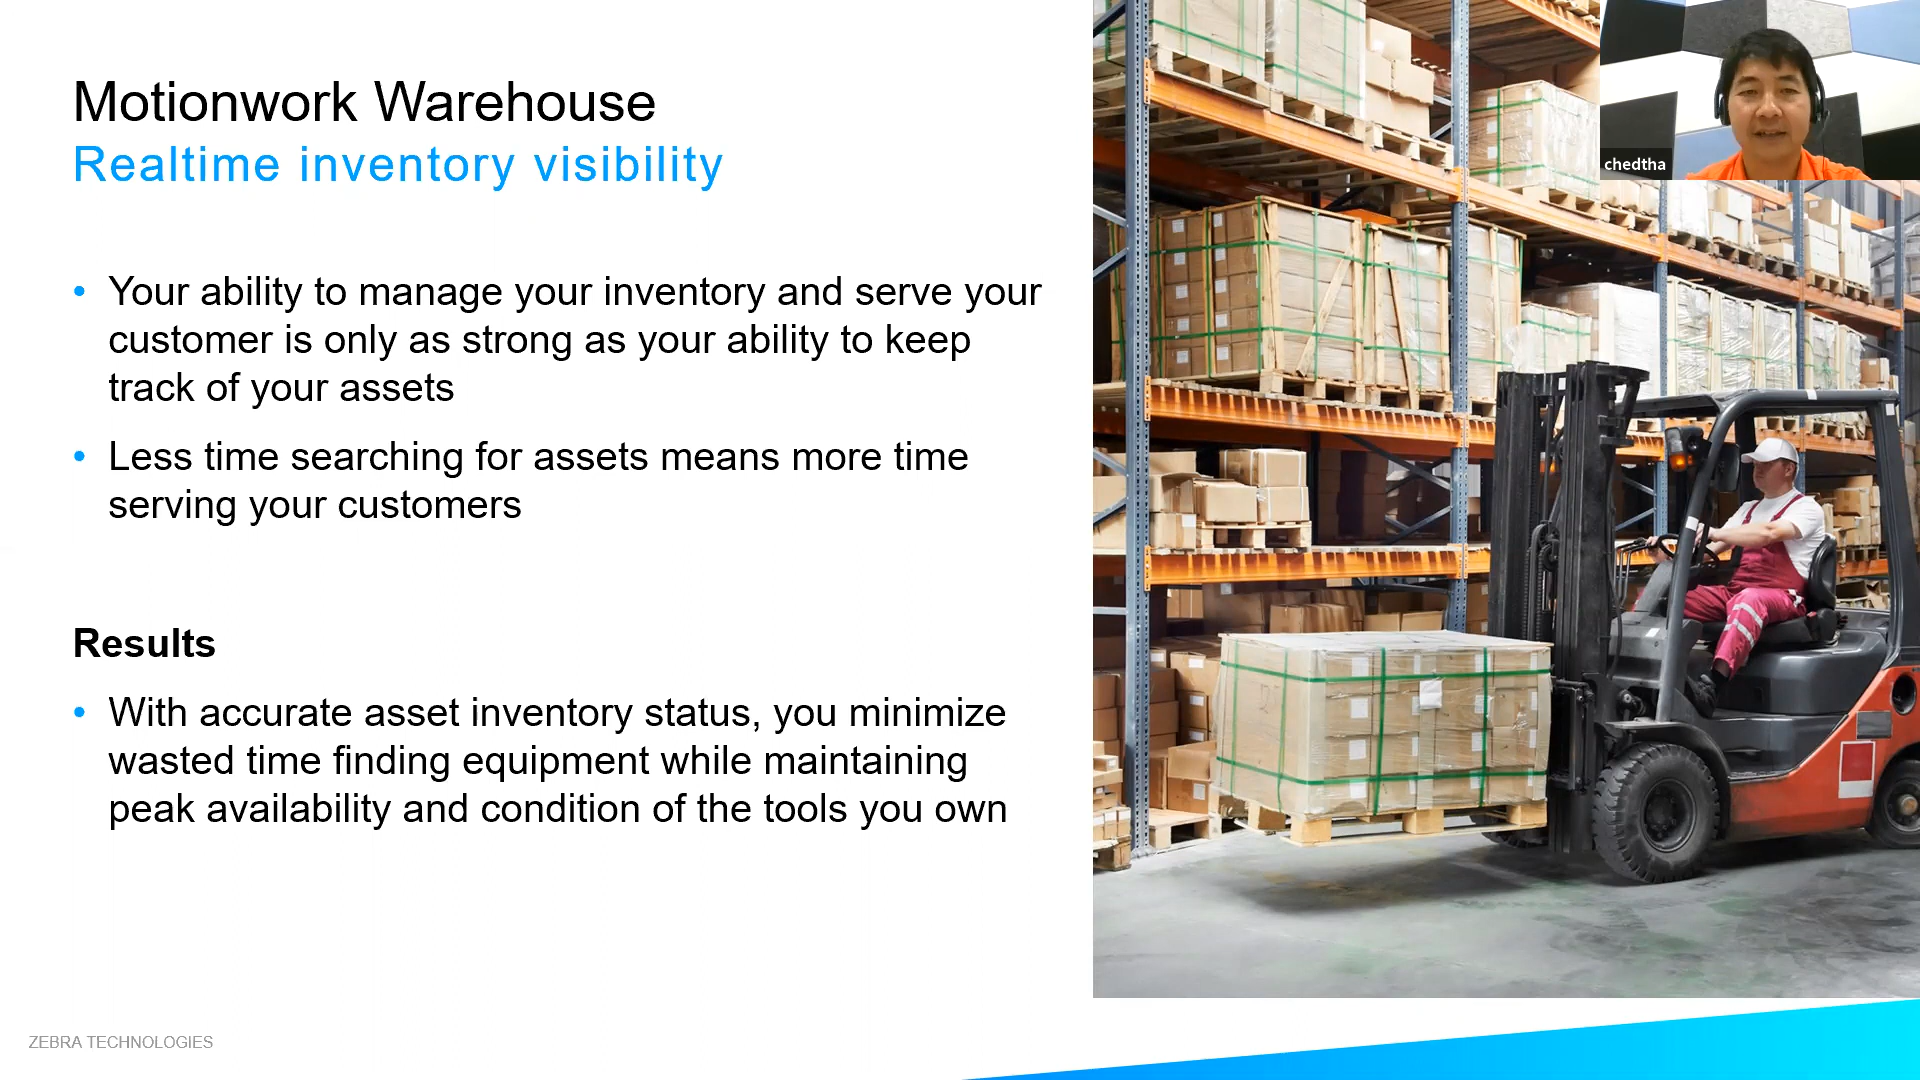 Motionwork Warehouse
Realtime inventory visibility
chedtha
• Your ability to manage your inventory and serve your
customer is only as strong as your ability to keep
track of your assets
• Less time searching for assets means more time
serving your customers
Results
• With accurate asset inventory status, you minimize
wasted time finding equipment while maintaining
peak availability and condition of the tools you own
ZEBRA TECHNOLOGIES